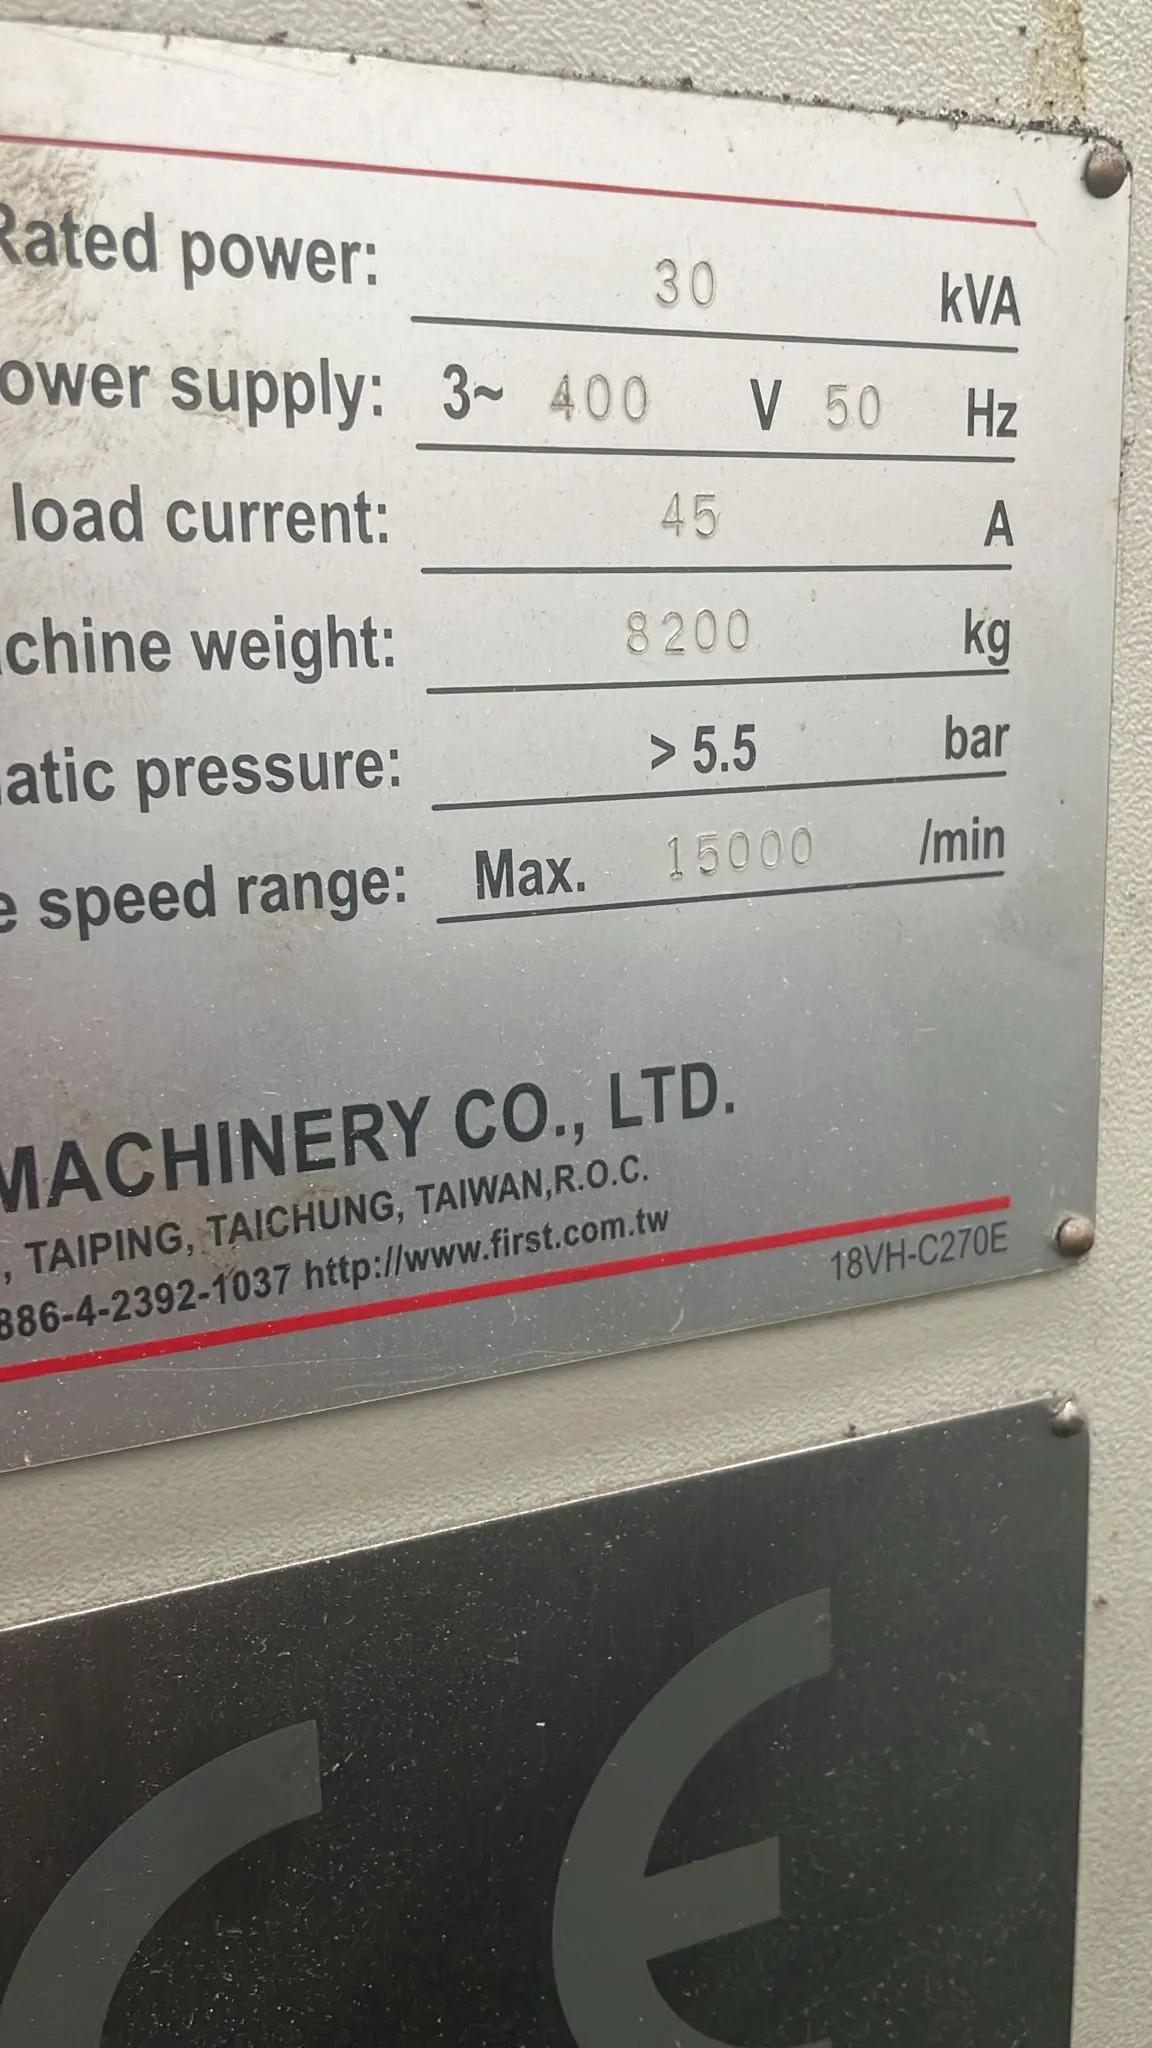 Rated power: 30 kVA
ower supply: 3~ 400 V 50 Hz
load current: 45 A
chine weight: 8200 kg
atic pressure: > 5.5 bar
e speed range: Max. 15000 /min
MACHINERY CO., LTD.
, TAIPING, TAICHUNG, TAIWAN,R.O.C.
886-4-2392-1037 http://www.first.com.tw
18VH-C270E
CE